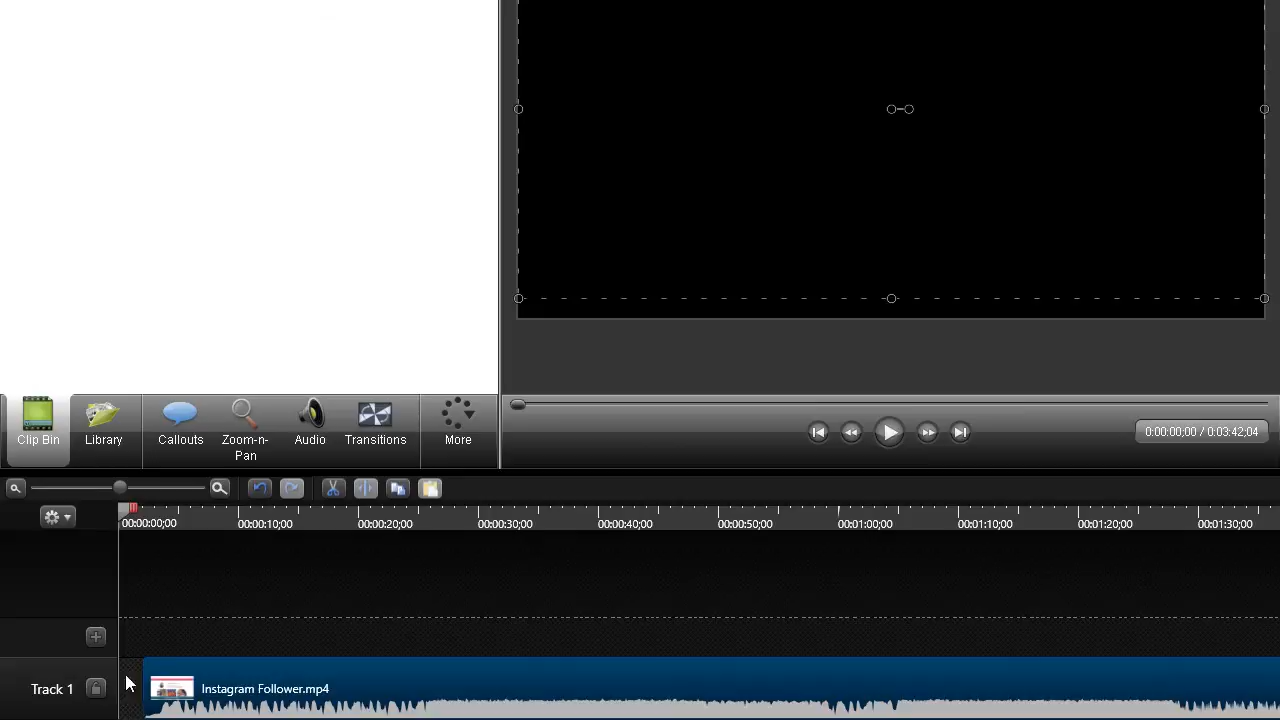 Clip Bin
Library
Callouts
Zoom-n-
Pan
Audio
Transitions
More
0:00:00;00 / 0:03:42;04
00:00:00;00
00:00:10;00
00:00:20;00
00:00:30;00
00:00:40;00
00:00:50;00
00:01:00;00
00:01:10;00
00:01:20;00
00:01:30;00
Track 1
Instagram Follower.mp4